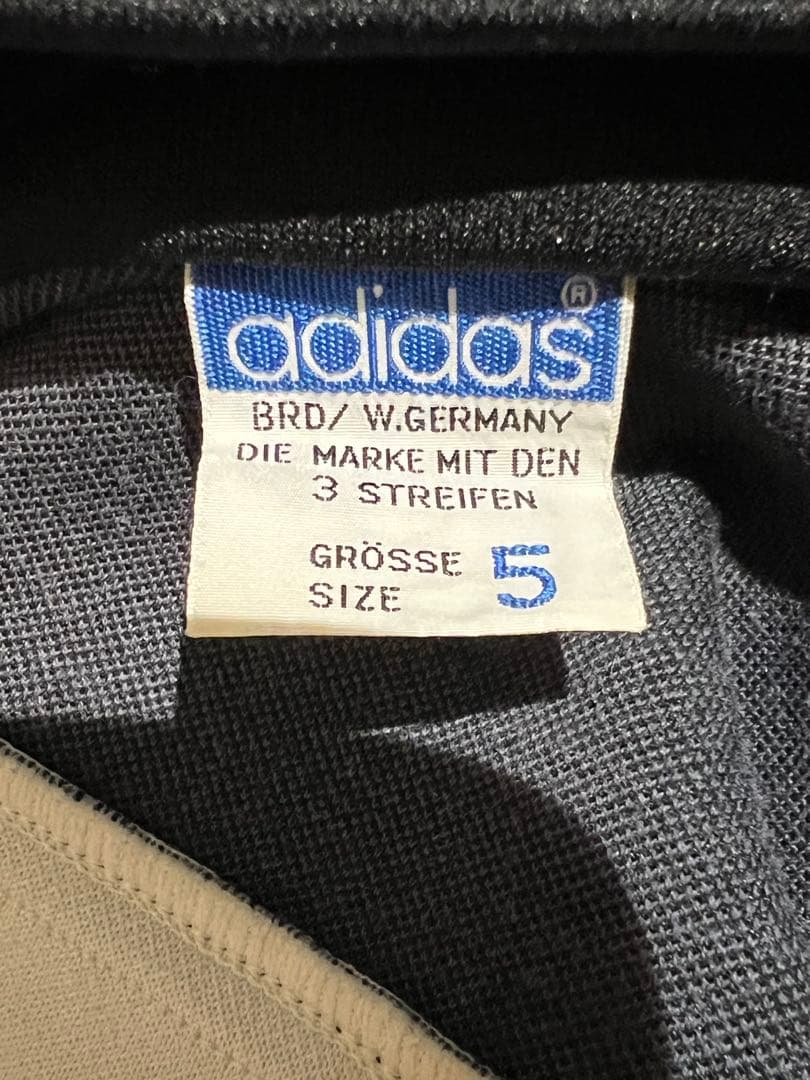 adidas®
BRD/ W.GERMANY
DIE MARKE MIT DEN
3 STREIFEN
GRÖSSE 5
SIZE